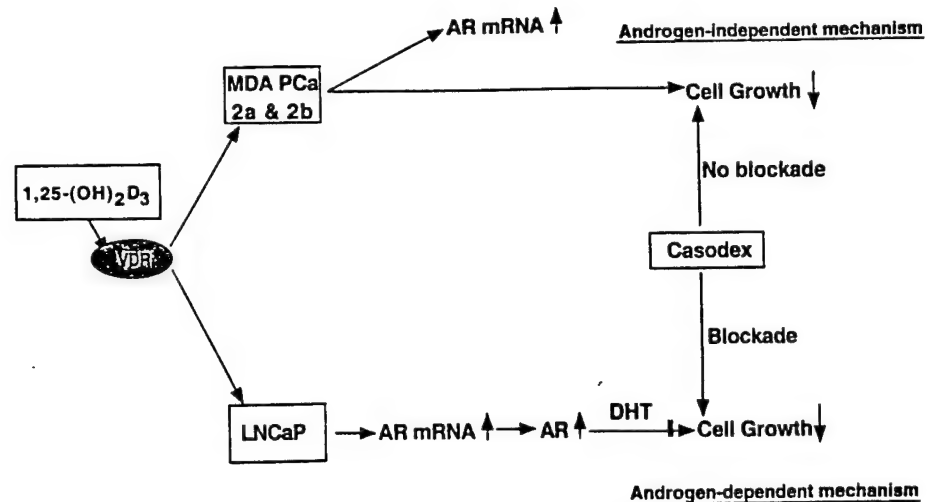 AR mRNA
Androgen-independent mechanism
MDA PCa
2a & 2b
Cell Growth
1,25-(OH)₂D₃
No blockade
VDR
Casodex
Blockade
LNCaP
AR mRNA
AR
DHT
Cell Growth
Androgen-dependent mechanism